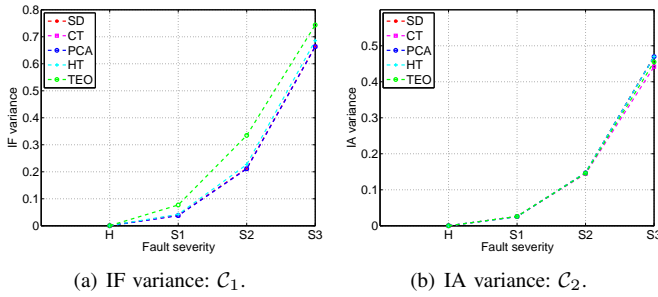 SD
CT
PCA
HT
TEO
0.8
0.7
0.6
0.5
0.4
0.3
0.2
0.1
0
IF variance
H
S1
S2
S3
Fault severity
(a) IF variance: C₁.
SD
CT
PCA
HT
TEO
0.5
0.4
0.3
0.2
0.1
0
IA variance
H
S1
S2
S3
Fault severity
(b) IA variance: C₂.